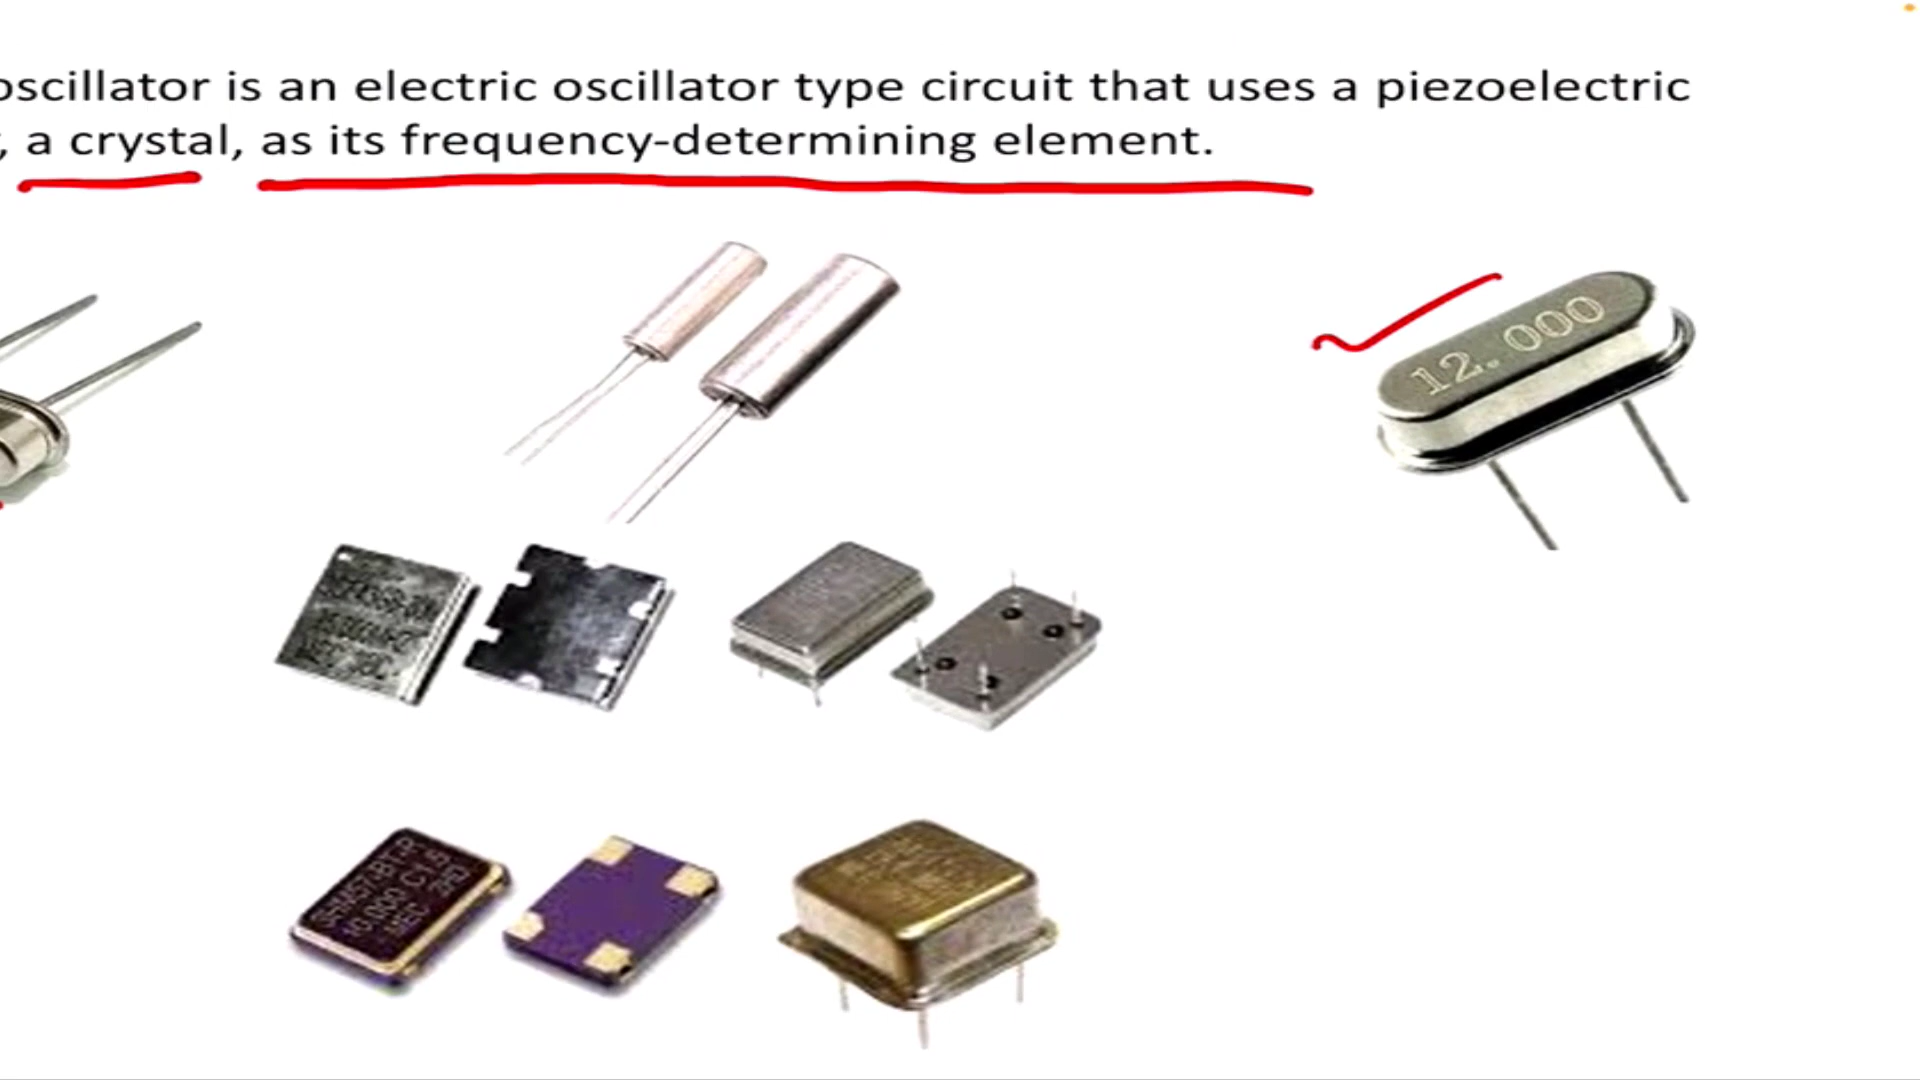 oscillator is an electric oscillator type circuit that uses a piezoelectric
, a crystal, as its frequency-determining element.
12.000